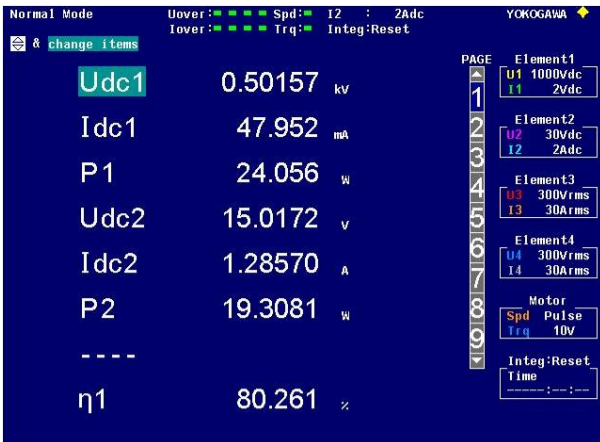 Normal Mode
Uover: Spd: I2 : 2Adc
YOKOGAWA
Iover: Trq: Integ:Reset
& change items
PAGE
Udc1 0.50157 kV
Idc1 47.952 mA
P1 24.056 W
Udc2 15.0172 V
Idc2 1.28570 A
P2 19.3081 W
----
η1 80.261 %
1
2
3
4
5
6
7
8
9
Element1
U1 1000Vdc
I1 2Vdc
Element2
U2 30Vdc
I2 2Adc
Element3
U3 300Vrms
I3 30Arms
Element4
U4 300Vrms
I4 30Arms
Motor
Spd Pulse
Trq 10V
Integ:Reset
Time
-----:--:--